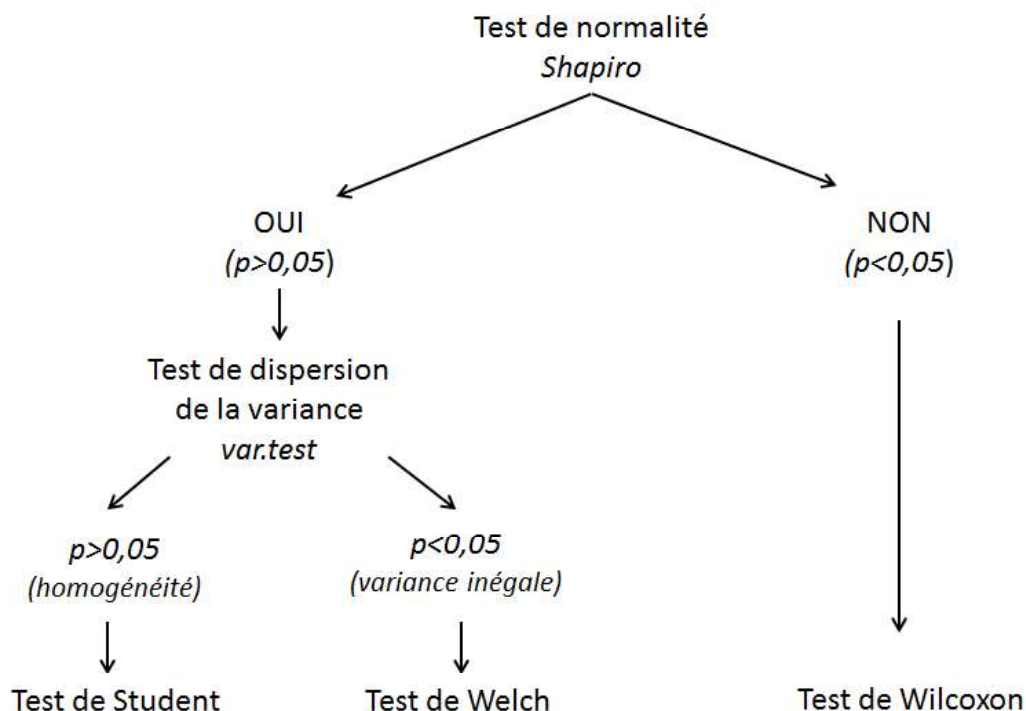 Test de normalité
Shapiro
OUI
(p>0,05)
NON
(p<0,05)
Test de dispersion
de la variance
var.test
p>0,05
(homogénéité)
p<0,05
(variance inégale)
Test de Student
Test de Welch
Test de Wilcoxon